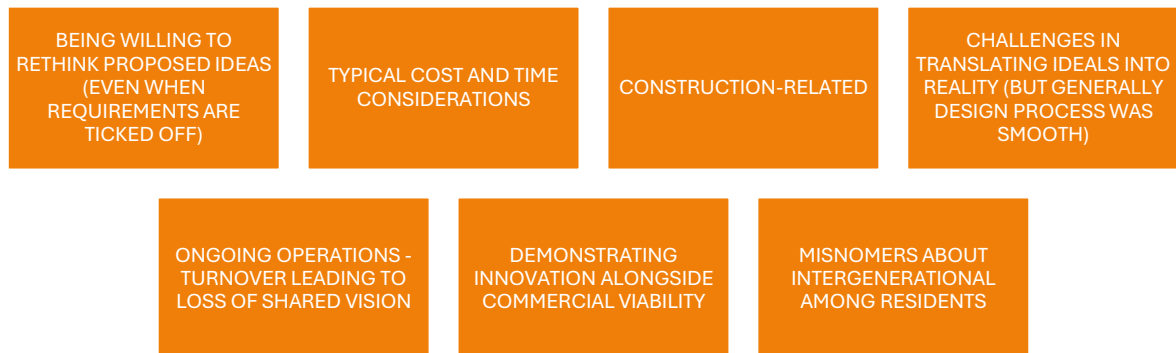 BEING WILLING TO
RETHINK PROPOSED IDEAS
(EVEN WHEN
REQUIREMENTS ARE
TICKED OFF)
TYPICAL COST AND TIME
CONSIDERATIONS
CONSTRUCTION-RELATED
CHALLENGES IN
TRANSLATING IDEALS INTO
REALITY (BUT GENERALLY
DESIGN PROCESS WAS
SMOOTH)
ONGOING OPERATIONS -
TURNOVER LEADING TO
LOSS OF SHARED VISION
DEMONSTRATING
INNOVATION ALONGSIDE
COMMERCIAL VIABILITY
MISNOMERS ABOUT
INTERGENERATIONAL
AMONG RESIDENTS